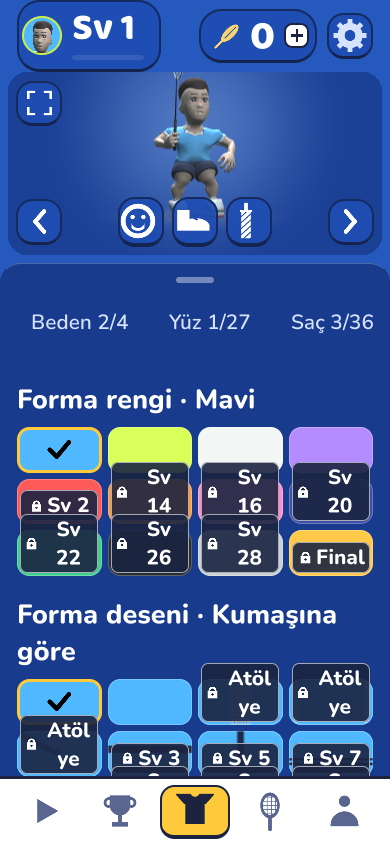 Sv 1
0
Beden 2/4 Yüz 1/27 Saç 3/36
Forma rengi · Mavi
Sv 2
Sv 14
Sv 16
Sv 20
Sv 22
Sv 26
Sv 28
Final
Forma deseni · Kumaşına
göre
Atöl
ye
Atöl
ye
Atöl
ye
Sv 3
Sv 5
Sv 7